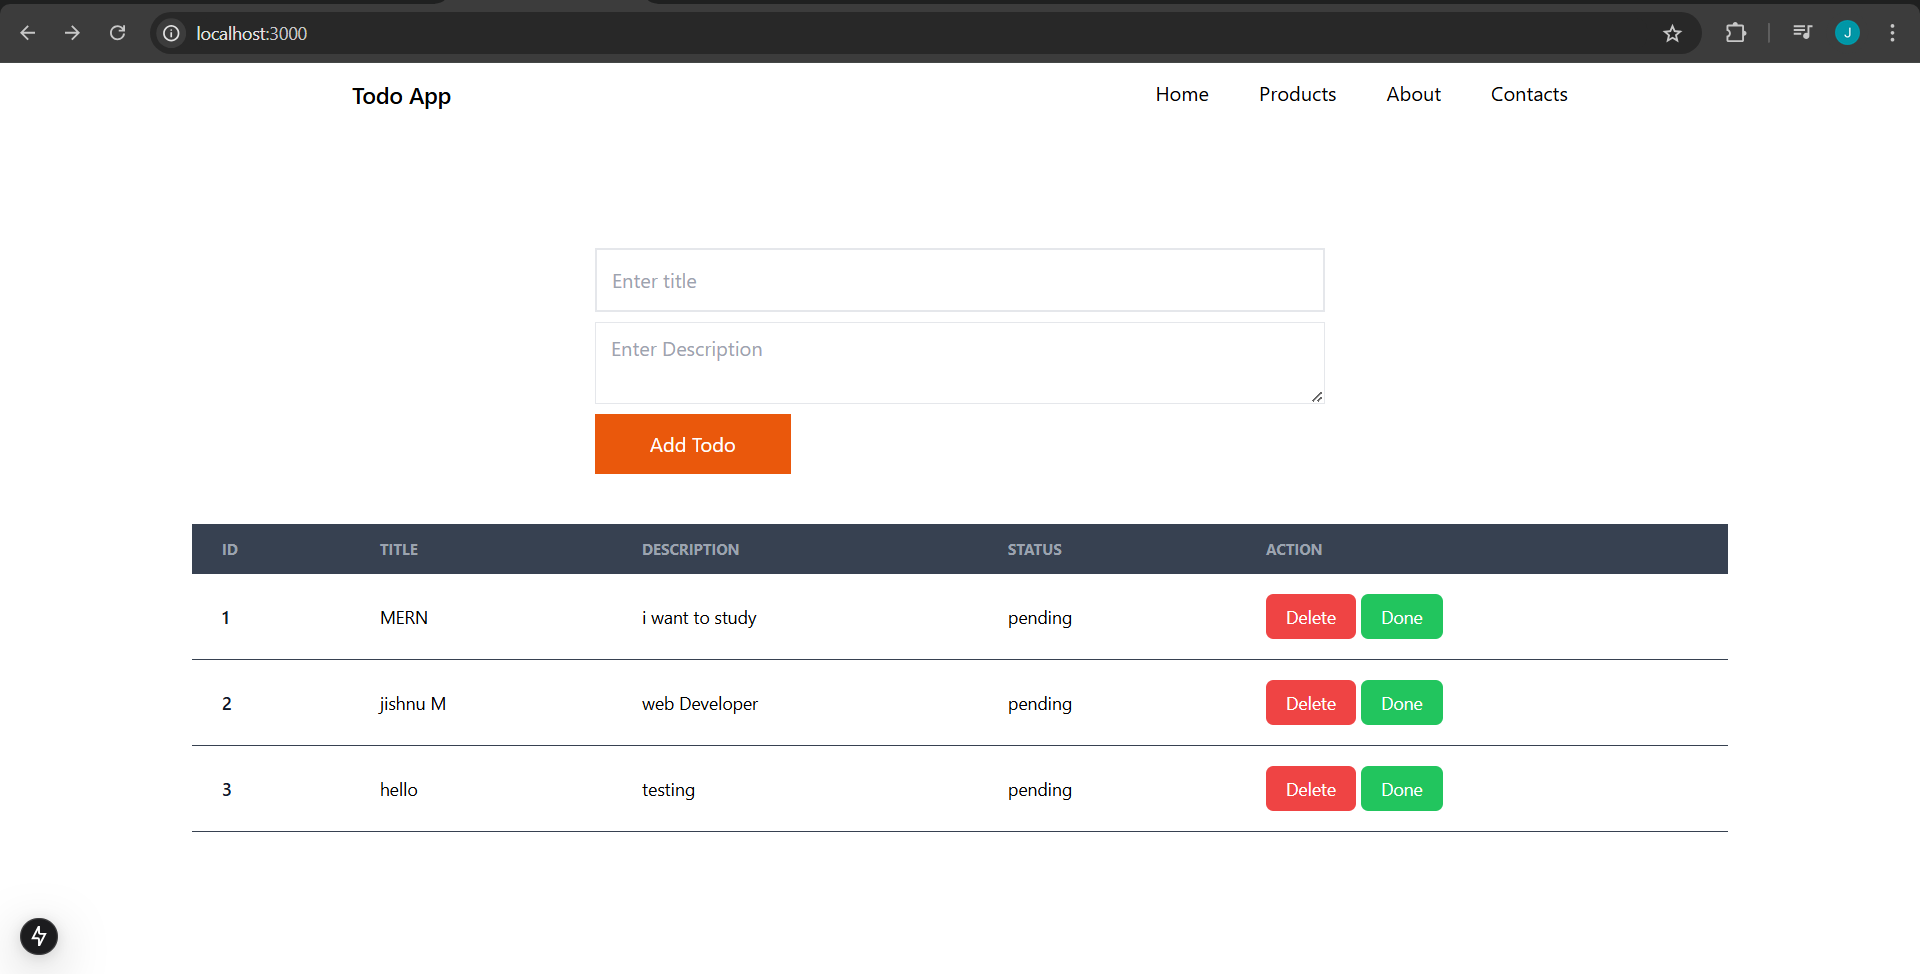 localhost:3000
J
Todo App Home Products About Contacts
Enter title
Enter Description
Add Todo
ID TITLE DESCRIPTION STATUS ACTION
1 MERN i want to study pending Delete Done
2 jishnu M web Developer pending Delete Done
3 hello testing pending Delete Done